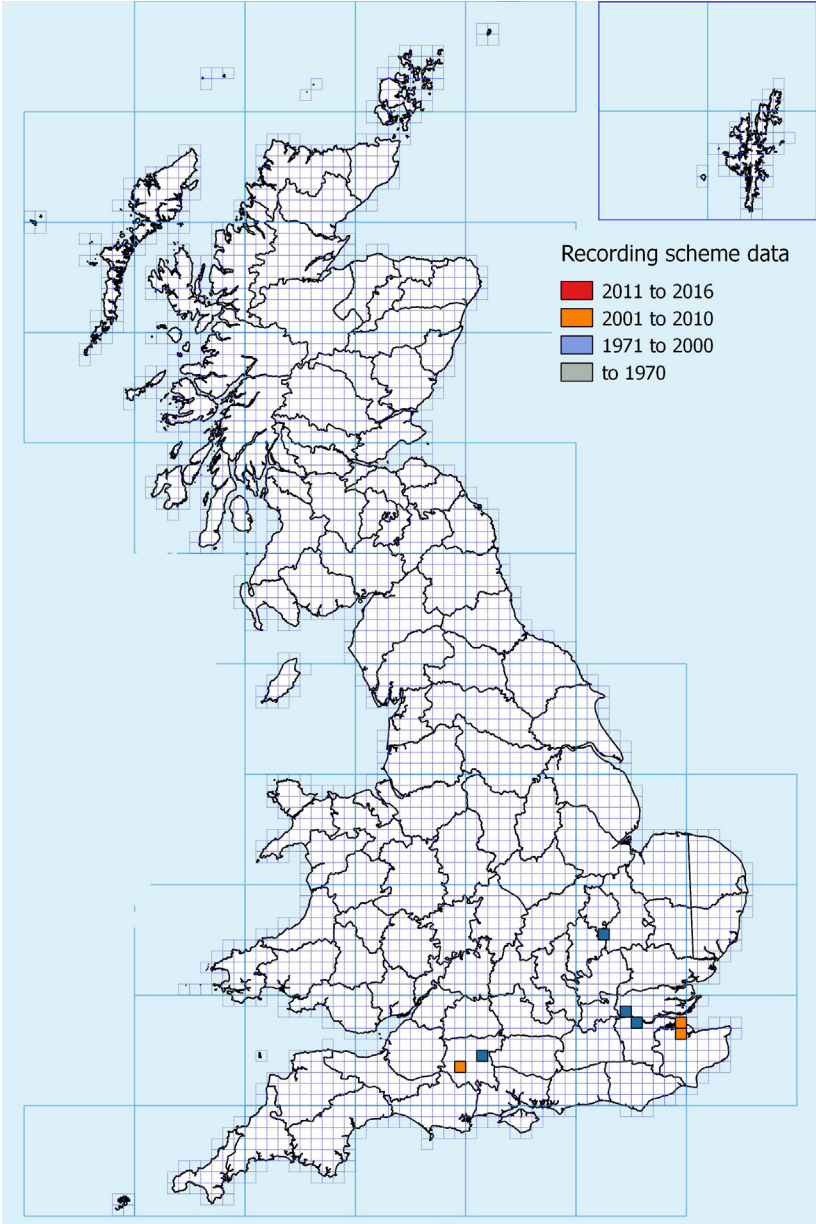 Recording scheme data
2011 to 2016
2001 to 2010
1971 to 2000
to 1970